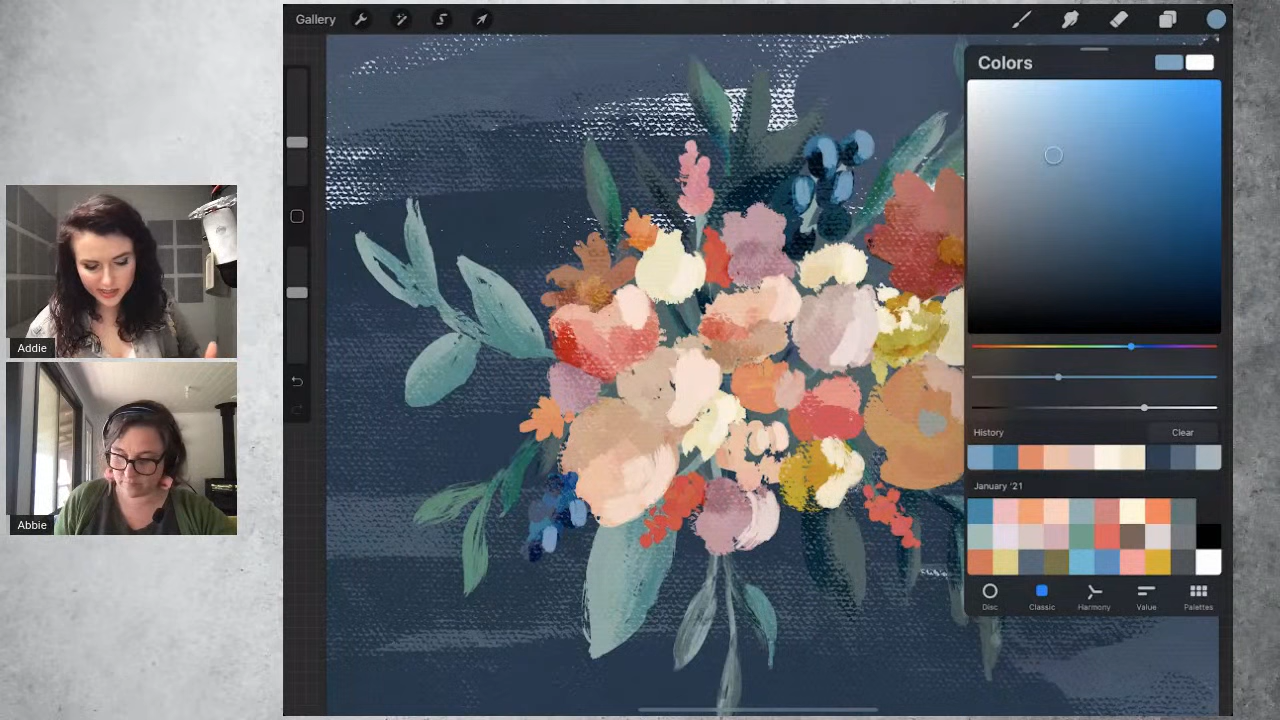 Gallery
Colors
Addie
Abbie
History
Clear
January '21
Disc
Classic
Harmony
Value
Palettes